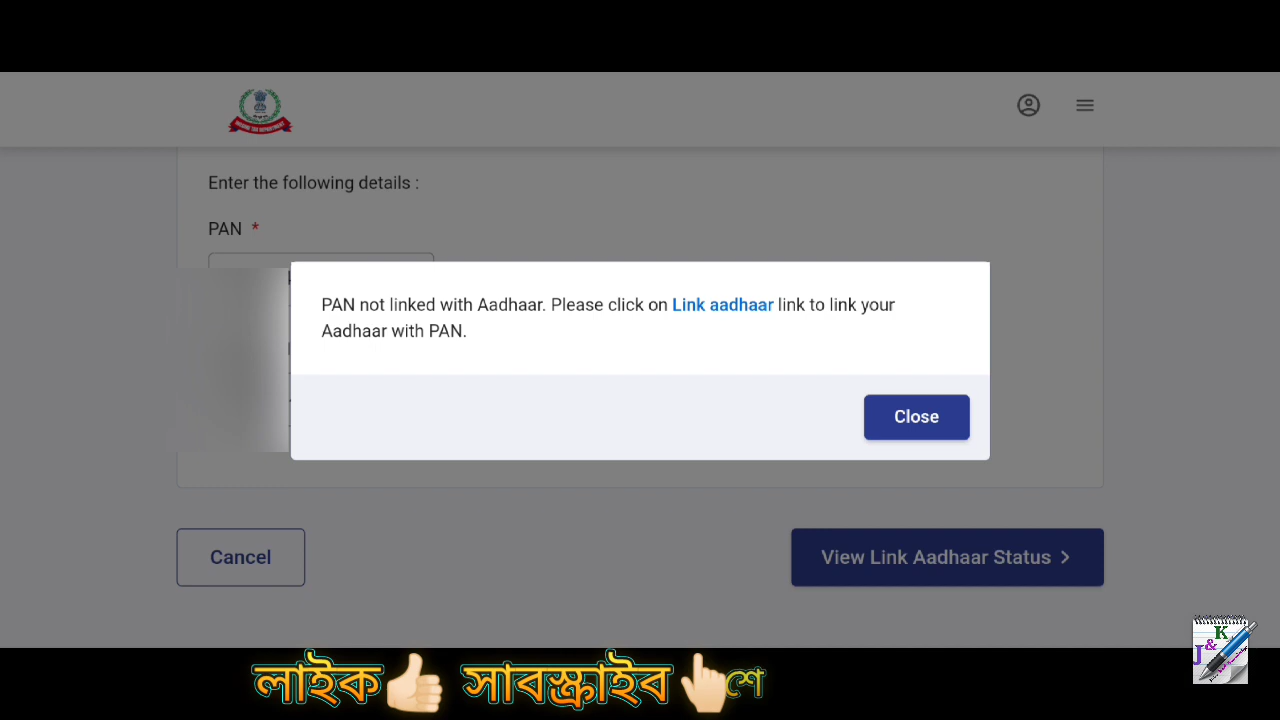 Enter the following details :
PAN *
PAN not linked with Aadhaar. Please click on Link aadhaar link to link your
Aadhaar with PAN.
Close
Cancel
View Link Aadhaar Status
J&K
লাইক সাবস্ক্রাইব শে